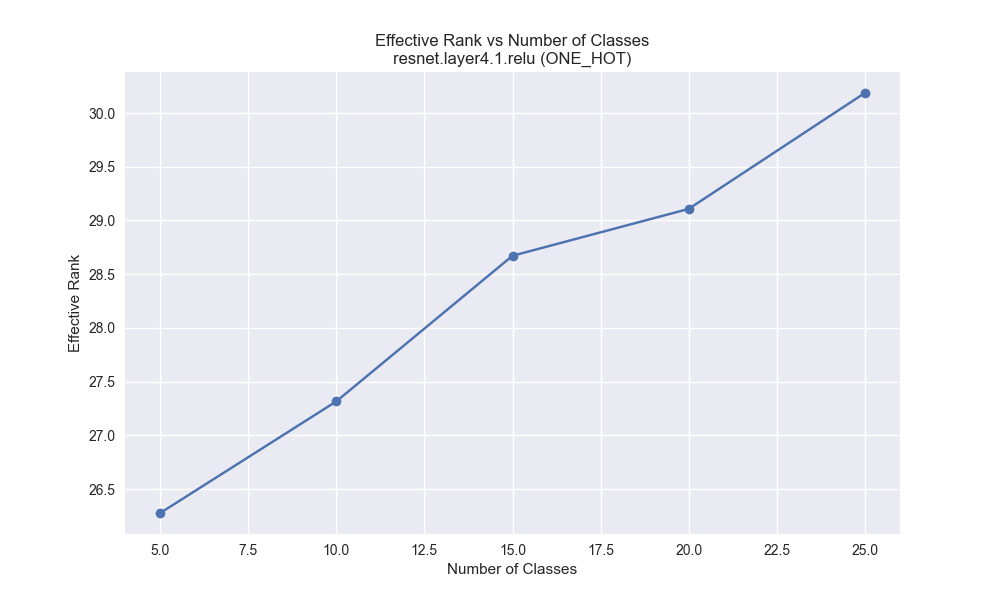 Effective Rank vs Number of Classes
resnet.layer4.1.relu (ONE_HOT)
Effective Rank
30.0
29.5
29.0
28.5
28.0
27.5
27.0
26.5
5.0 7.5 10.0 12.5 15.0 17.5 20.0 22.5 25.0
Number of Classes